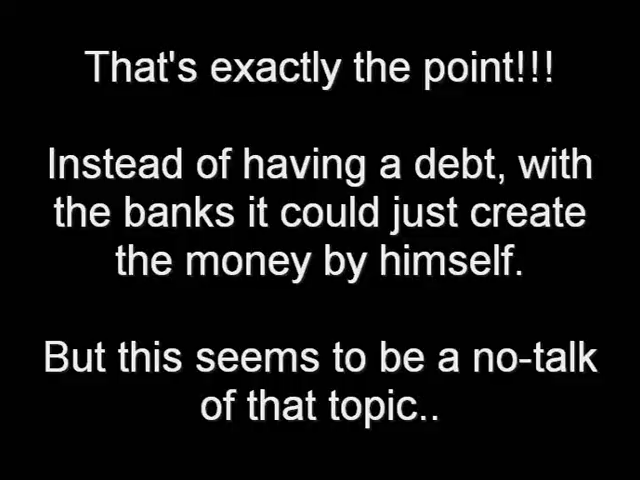 That's exactly the point!!!
Instead of having a debt, with
the banks it could just create
the money by himself.
But this seems to be a no-talk
of that topic..